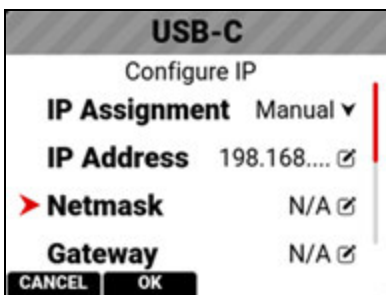 USB-C
Configure IP
IP Assignment Manual
IP Address 198.168....
Netmask N/A
Gateway N/A
CANCEL OK